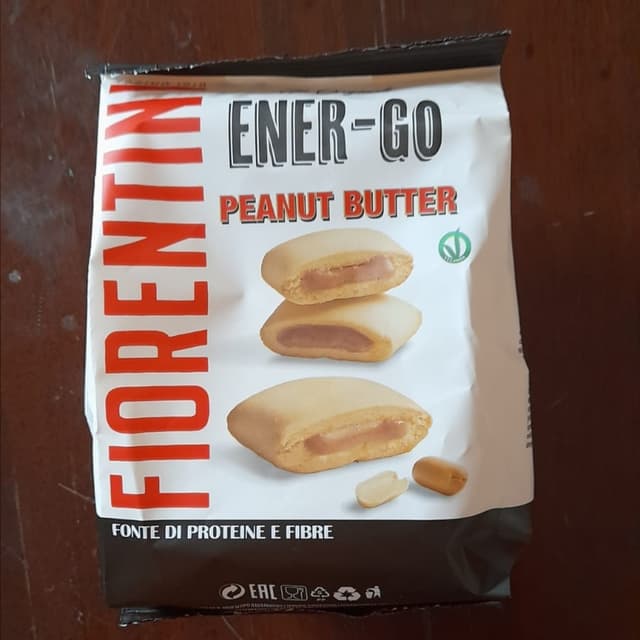 FIORENTINI
ENER-GO
PEANUT BUTTER
FONTE DI PROTEINE E FIBRE
EAC